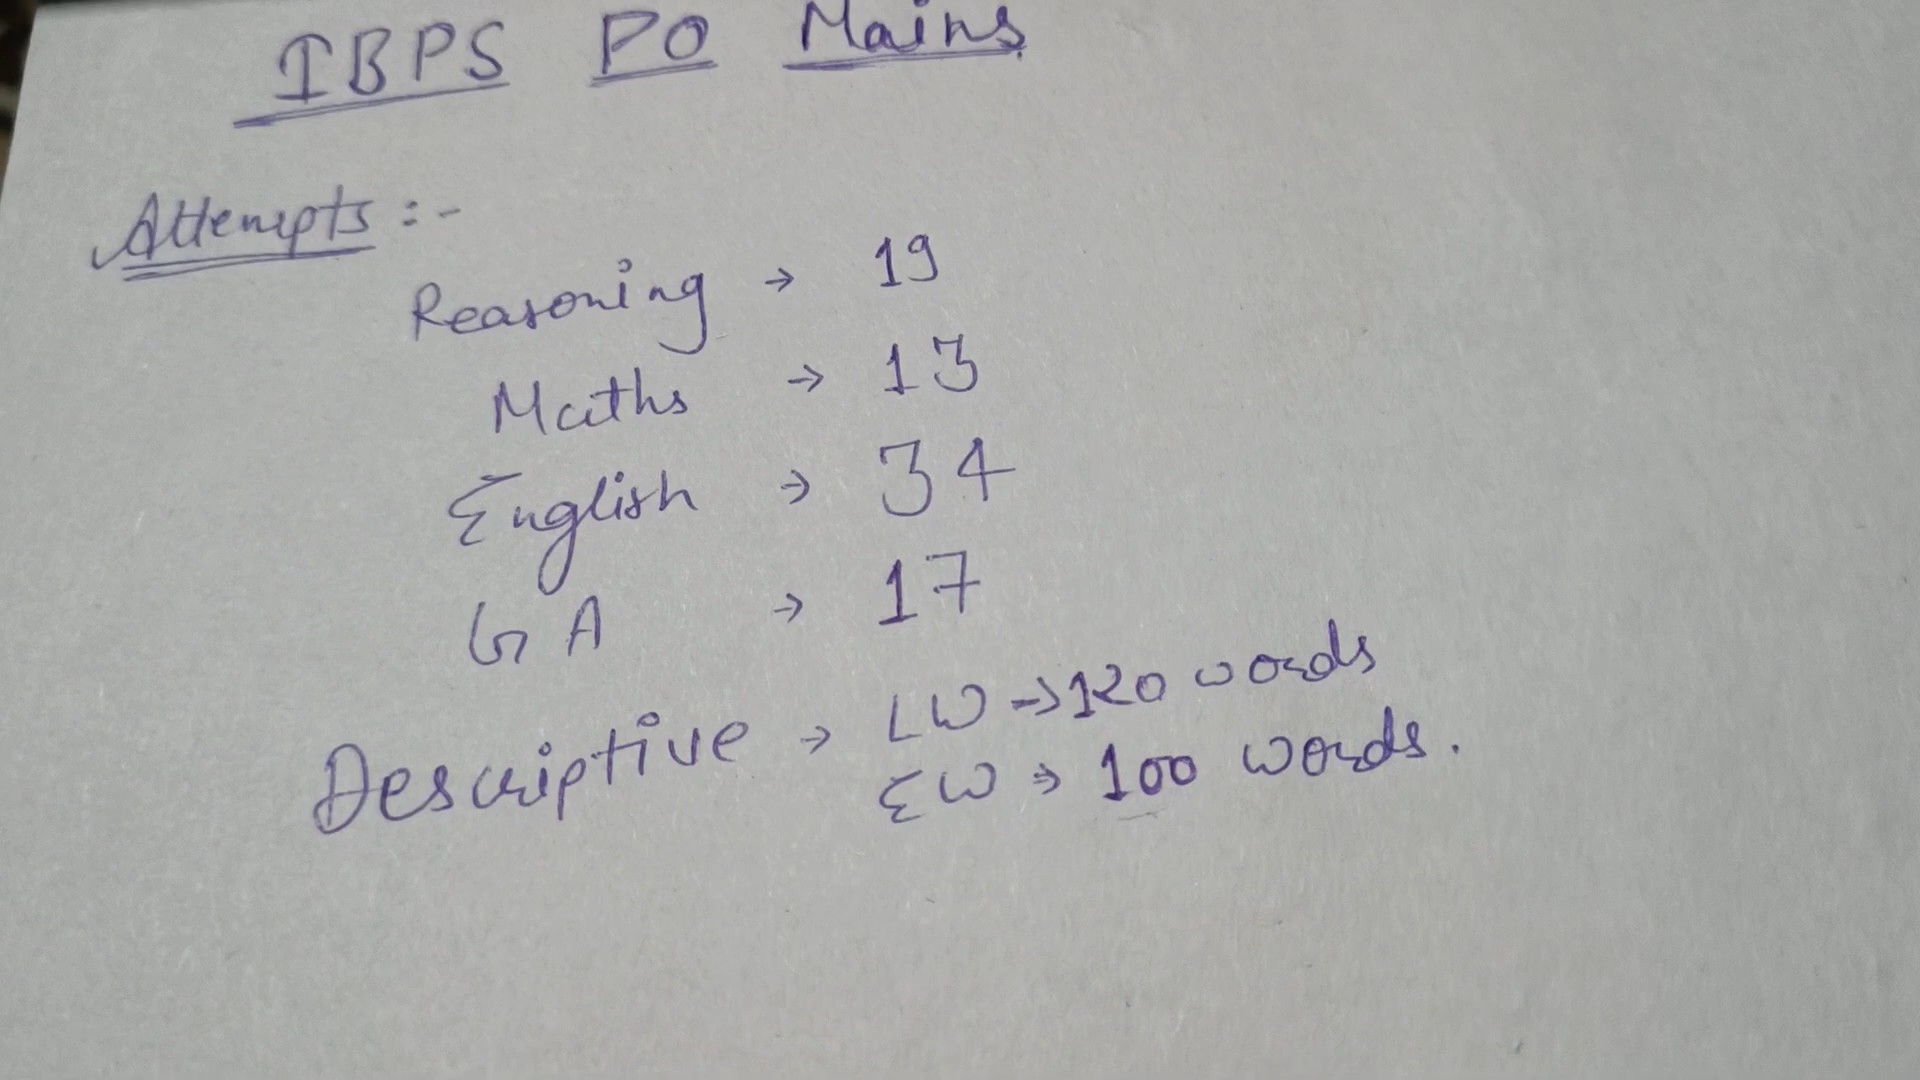 IBPS PO Mains
Attempts :-
Reasoning → 19
Maths → 13
English → 34
GA → 17
Descriptive → LW → 120 words
EW → 100 words.